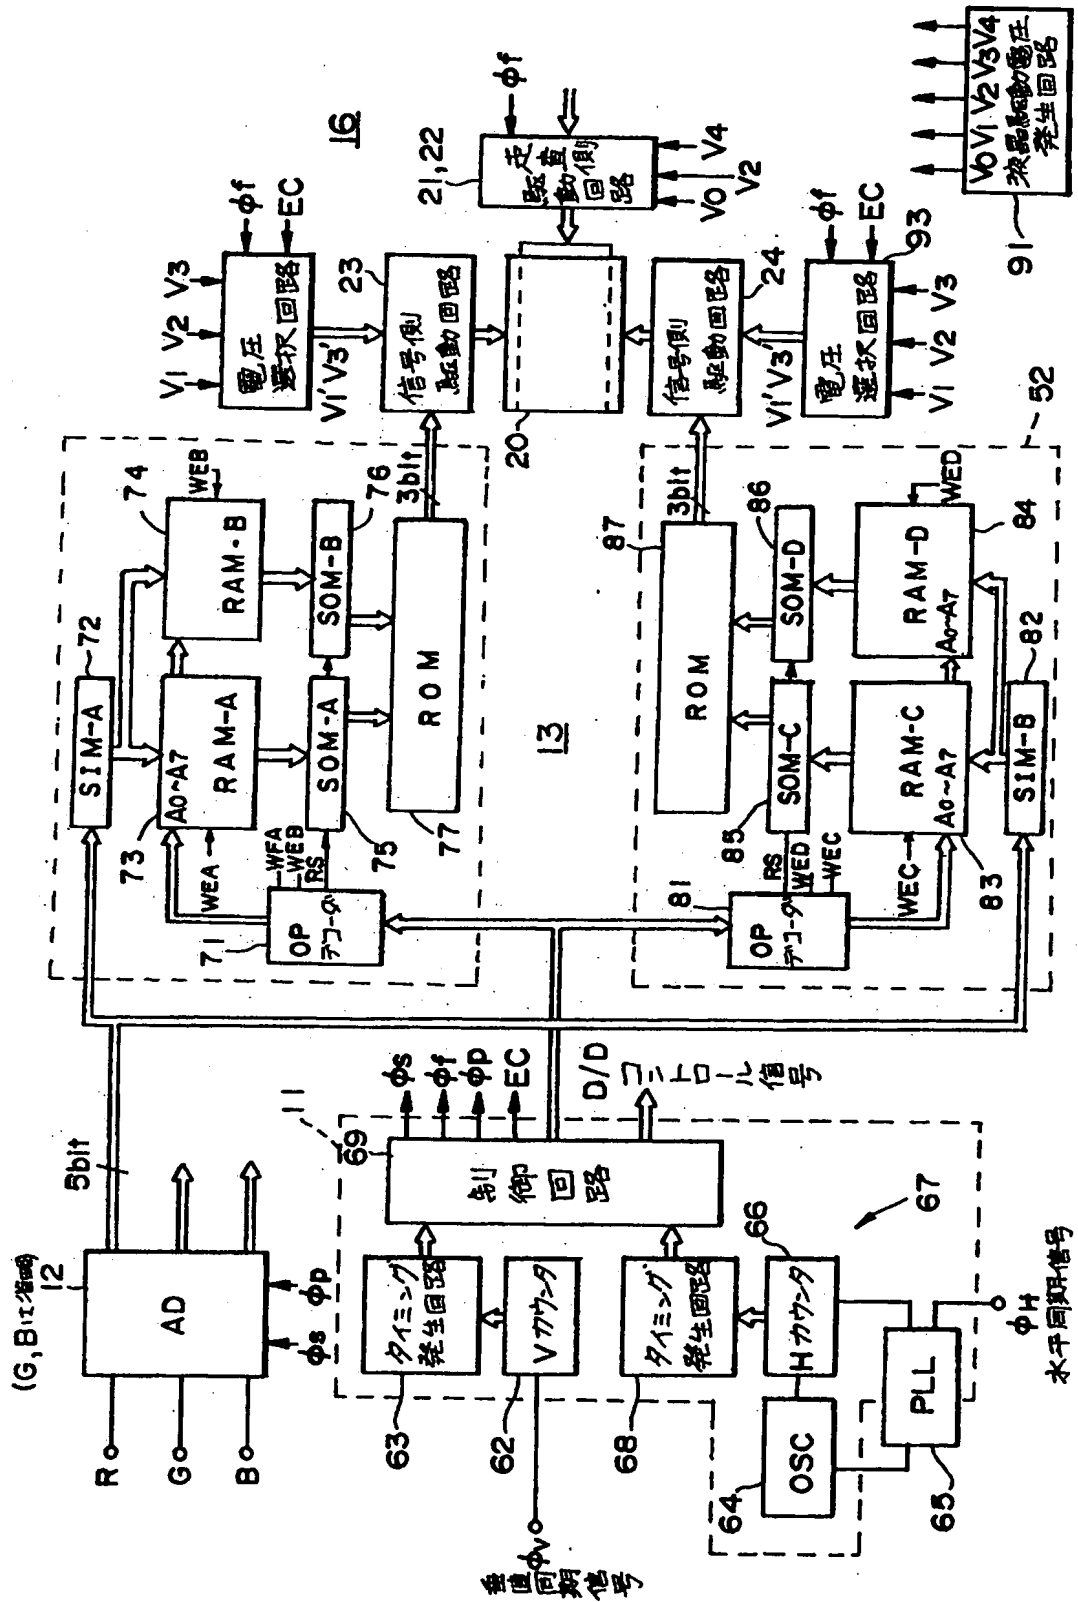 (G, Bは省略)
12
AD
R
G
B
φs
φp
5bit
11
69
制御回路
φs
φf
φp
EC
D/D
コントロール信号
63
タイミング
発生回路
62
Vカウンタ
φV
垂直同期信号
68
タイミング
発生回路
66
Hカウンタ
67
64
OSC
65
PLL
φH
水平同期信号
SIM-A
72
73
A0~A7
RAM-A
WEA
74
RAM-B
WEB
71
OP
デコーダ
WEB
RS
75
SOM-A
SOM-B
76
77
ROM
3bit
13
87
ROM
3bit
85
SOM-C
SOM-D
86
81
OP
デコーダ
RS
WED
WEC
WEC
RAM-C
A0~A7
83
RAM-D
A0~A7
84
WED
SIM-B
82
52
V1
V2
V3
電圧
選択回路
φf
EC
V1'V3'
23
信号側
駆動回路
20
16
21,22
走査側
駆動回路
φf
V0
V2
V4
24
信号側
駆動回路
V1'V3'
電圧
選択回路
93
φf
EC
V1
V2
V3
V0 V1 V2 V3 V4
液晶駆動電圧
発生回路
91